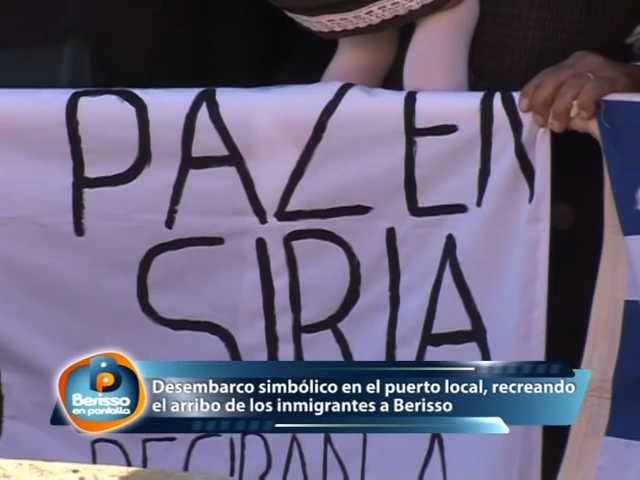 PAZ EN
SIRIA
Berisso
en pantalla
Desembarco simbólico en el puerto local, recreando
el arribo de los inmigrantes a Berisso